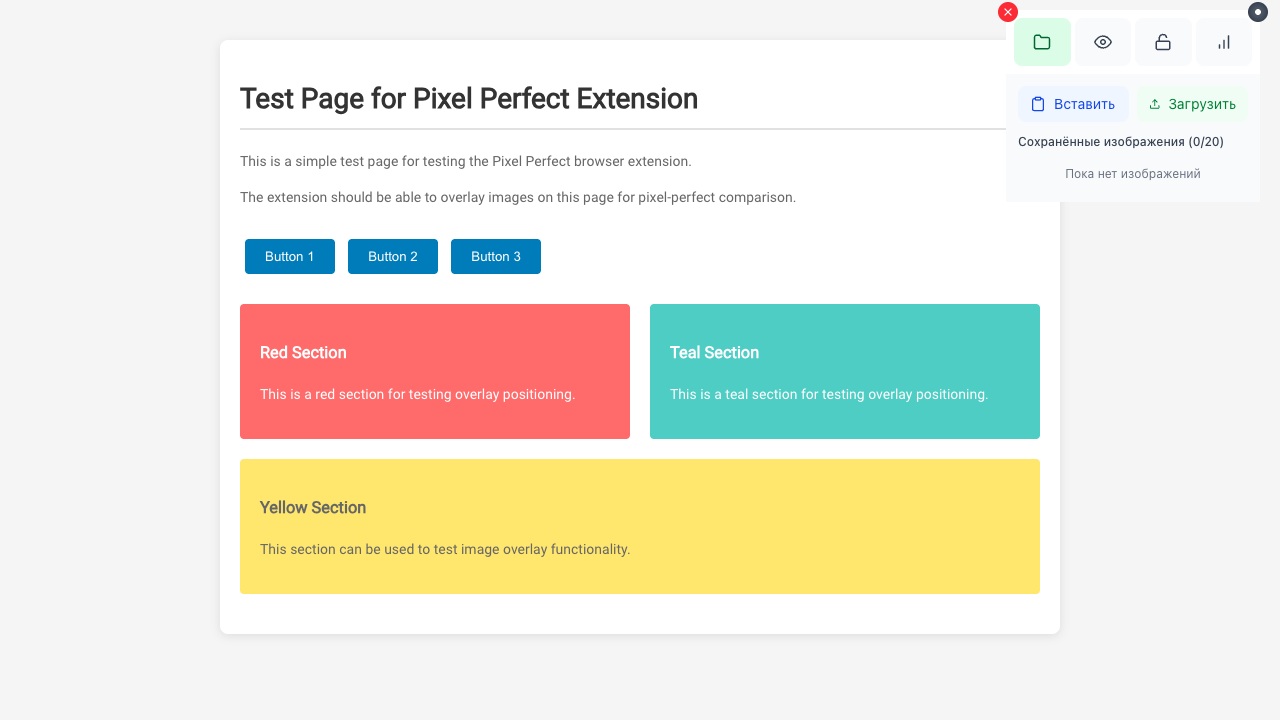 Test Page for Pixel Perfect Extension
This is a simple test page for testing the Pixel Perfect browser extension.
The extension should be able to overlay images on this page for pixel-perfect comparison.
Button 1
Button 2
Button 3
Red Section
This is a red section for testing overlay positioning.
Teal Section
This is a teal section for testing overlay positioning.
Yellow Section
This section can be used to test image overlay functionality.
Вставить
Загрузить
Сохранённые изображения (0/20)
Пока нет изображений